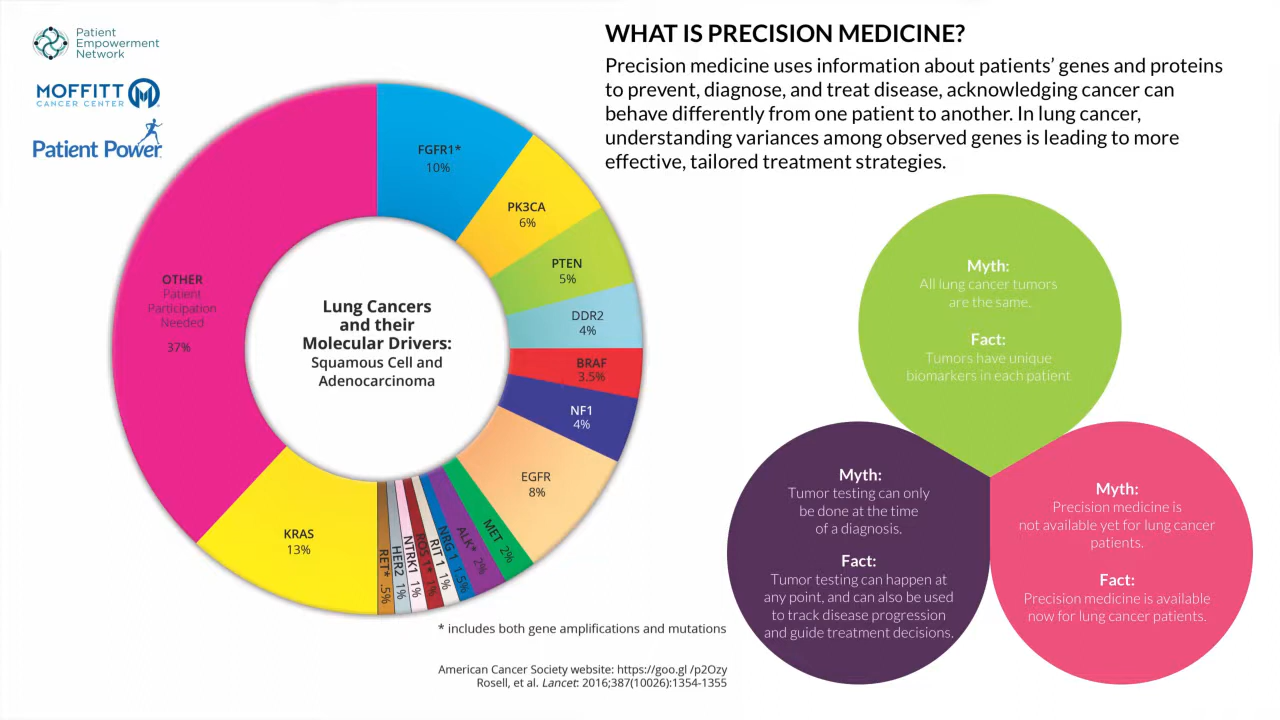 Patient
Empowerment
Network
MOFFITT
CANCER CENTER
Patient Power
WHAT IS PRECISION MEDICINE?
Precision medicine uses information about patients’ genes and proteins
to prevent, diagnose, and treat disease, acknowledging cancer can
behave differently from one patient to another. In lung cancer,
understanding variances among observed genes is leading to more
effective, tailored treatment strategies.
Lung Cancers
and their
Molecular Drivers:
Squamous Cell and
Adenocarcinoma
FGFR1*
10%
PK3CA
6%
PTEN
5%
DDR2
4%
BRAF
3.5%
NF1
4%
EGFR
8%
MET 2%
ALK* 2%
NRG 1 1.5%
RIT 1 1%
ROS 1* 1%
NTRK1 1%
HER2 1%
RET* .5%
KRAS
13%
OTHER
Patient
Participation
Needed
37%
* includes both gene amplifications and mutations
American Cancer Society website: https://goo.gl /p2Ozy
Rosell, et al. Lancet: 2016;387(10026):1354-1355
Myth:
All lung cancer tumors
are the same.
Fact:
Tumors have unique
biomarkers in each patient
Myth:
Tumor testing can only
be done at the time
of a diagnosis.
Fact:
Tumor testing can happen at
any point, and can also be used
to track disease progression
and guide treatment decisions.
Myth:
Precision medicine is
not available yet for lung cancer
patients.
Fact:
Precision medicine is available
now for lung cancer patients.